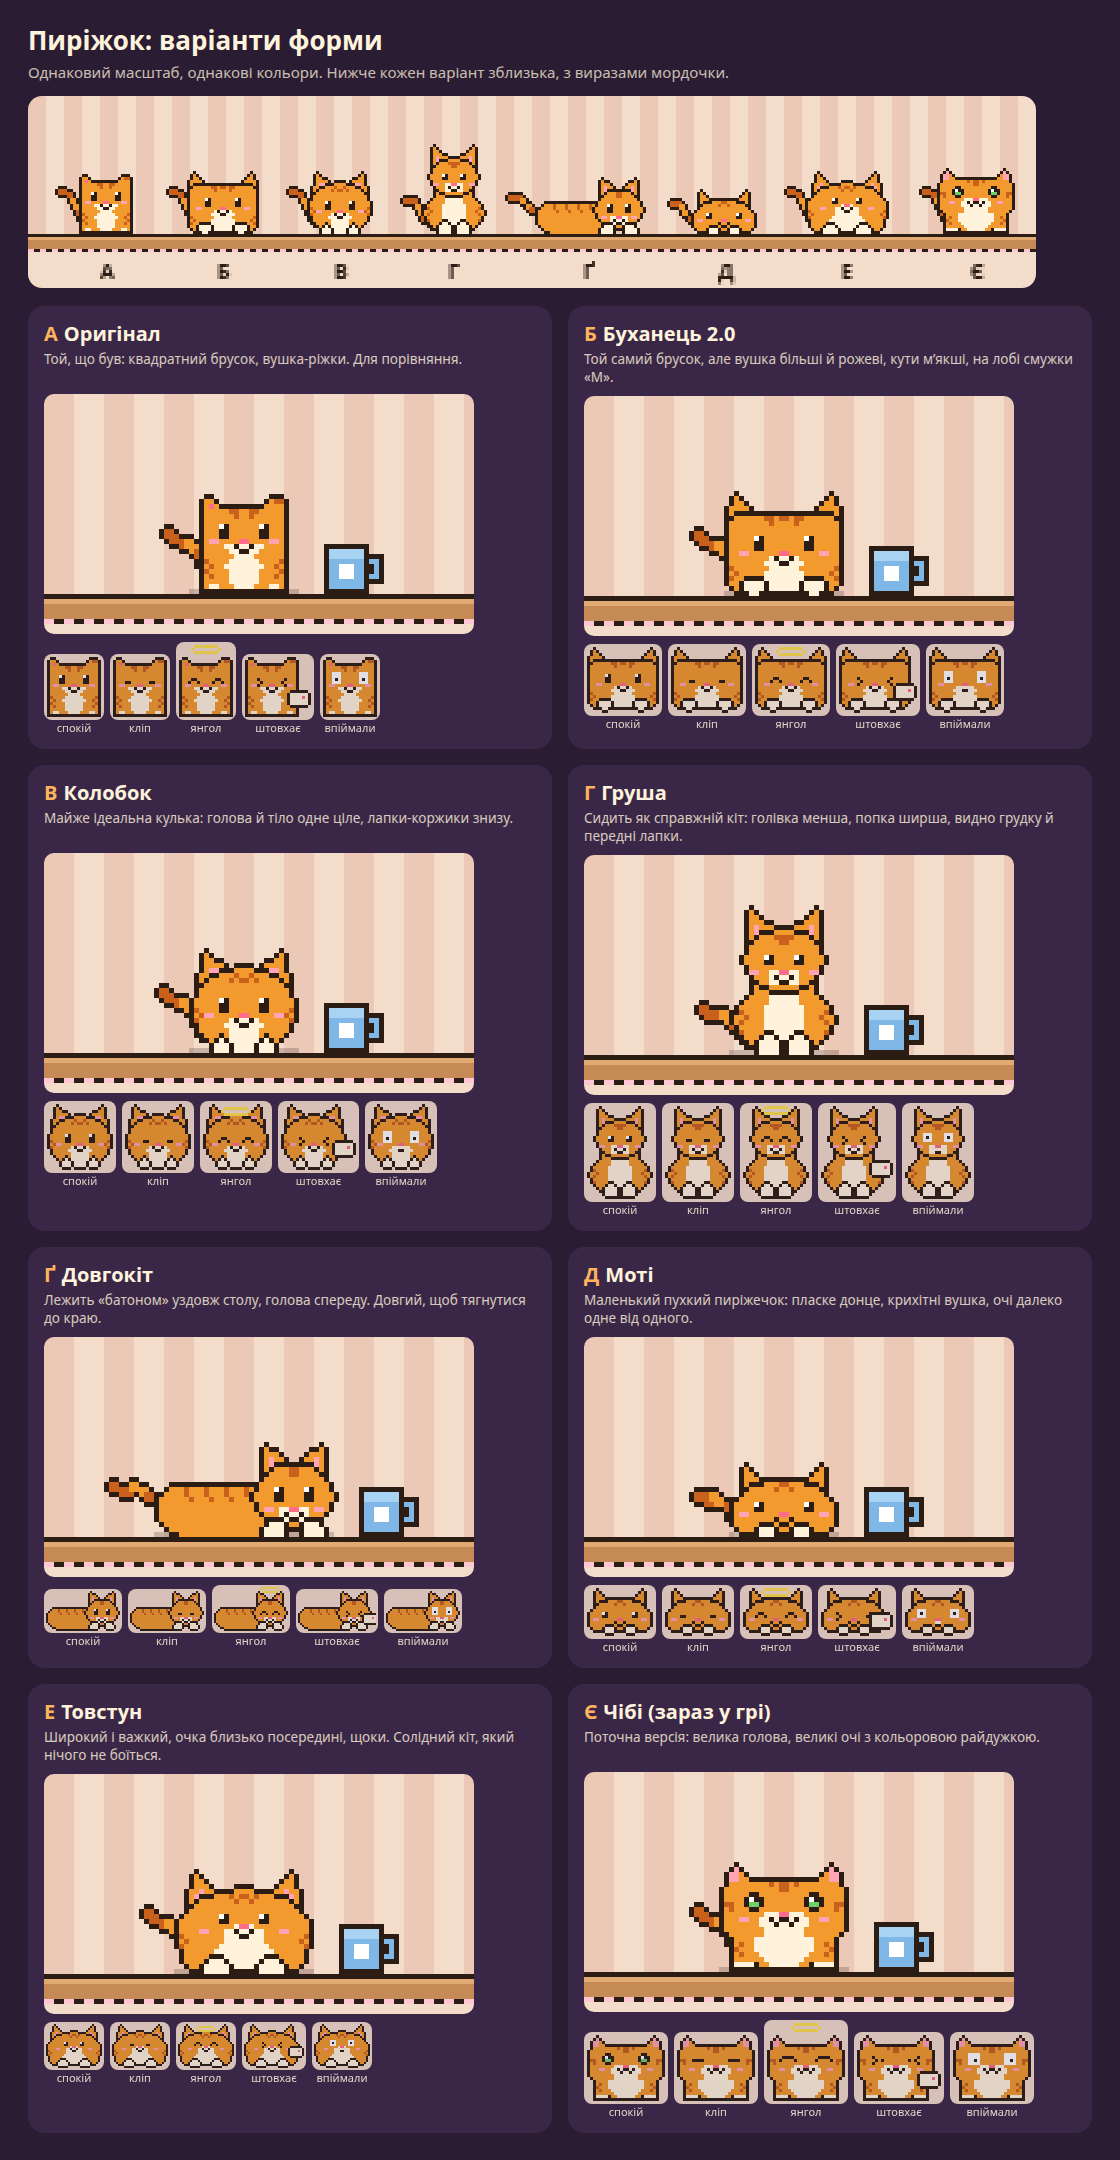 Пиріжок: варіанти форми
Однаковий масштаб, однакові кольори. Нижче кожен варіант зблизька, з виразами мордочки.
А Б В Г Ґ Д Е Є
А Оригінал
Той, що був: квадратний брусок, вушка-ріжки. Для порівняння.
спокій кліп янгол штовхає впіймали
Б Буханець 2.0
Той самий брусок, але вушка більші й рожеві, кути м’якші, на лобі смужки
«М».
спокій кліп янгол штовхає впіймали
В Колобок
Майже ідеальна кулька: голова й тіло одне ціле, лапки-коржики знизу.
спокій кліп янгол штовхає впіймали
Г Груша
Сидить як справжній кіт: голівка менша, попка ширша, видно грудку й
передні лапки.
спокій кліп янгол штовхає впіймали
Ґ Довгокіт
Лежить «батоном» уздовж столу, голова спереду. Довгий, щоб тягнутися
до краю.
спокій кліп янгол штовхає впіймали
Д Моті
Маленький пухкий пиріжечок: пласке донце, крихітні вушка, очі далеко
одне від одного.
спокій кліп янгол штовхає впіймали
Е Товстун
Широкий і важкий, очка близько посередині, щоки. Солідний кіт, який
нічого не боїться.
спокій кліп янгол штовхає впіймали
Є Чібі (зараз у грі)
Поточна версія: велика голова, великі очі з кольоровою райдужкою.
спокій кліп янгол штовхає впіймали